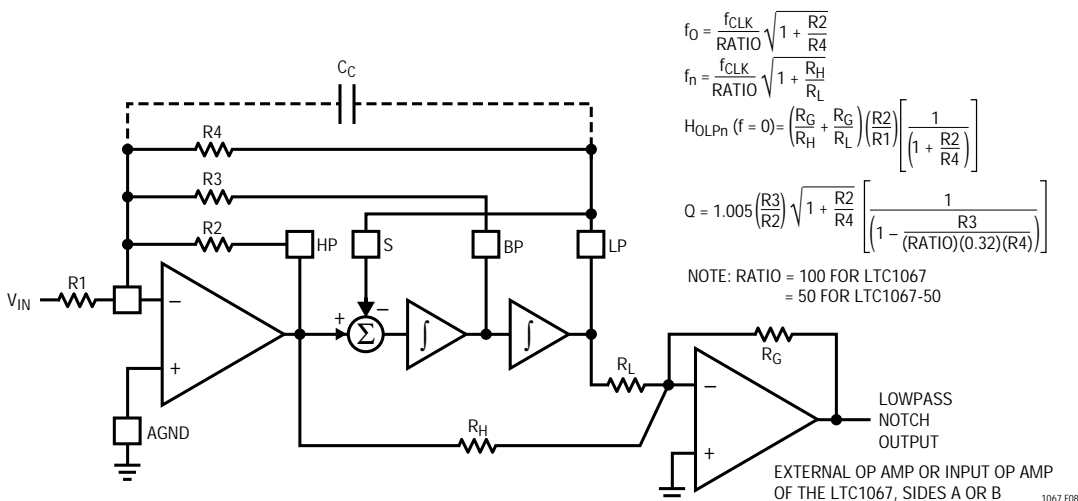 f_O = f_CLK/RATIO √(1 + R2/R4)
f_n = f_CLK/RATIO √(1 + R_H/R_L)
H_OLPn (f = 0) = (R_G/R_H + R_G/R_L)(R2/R1)[1/(1 + R2/R4)]
Q = 1.005(R3/R2) √(1 + R2/R4) [1/(1 − R3/((RATIO)(0.32)(R4)))]
NOTE: RATIO = 100 FOR LTC1067
= 50 FOR LTC1067-50
C_C
R4
R3
R2
HP
S
BP
LP
R1
V_IN
−
+
AGND
+
−
Σ
∫
∫
R_L
R_H
R_G
−
+
LOWPASS
NOTCH
OUTPUT
EXTERNAL OP AMP OR INPUT OP AMP
OF THE LTC1067, SIDES A OR B
1067 F08